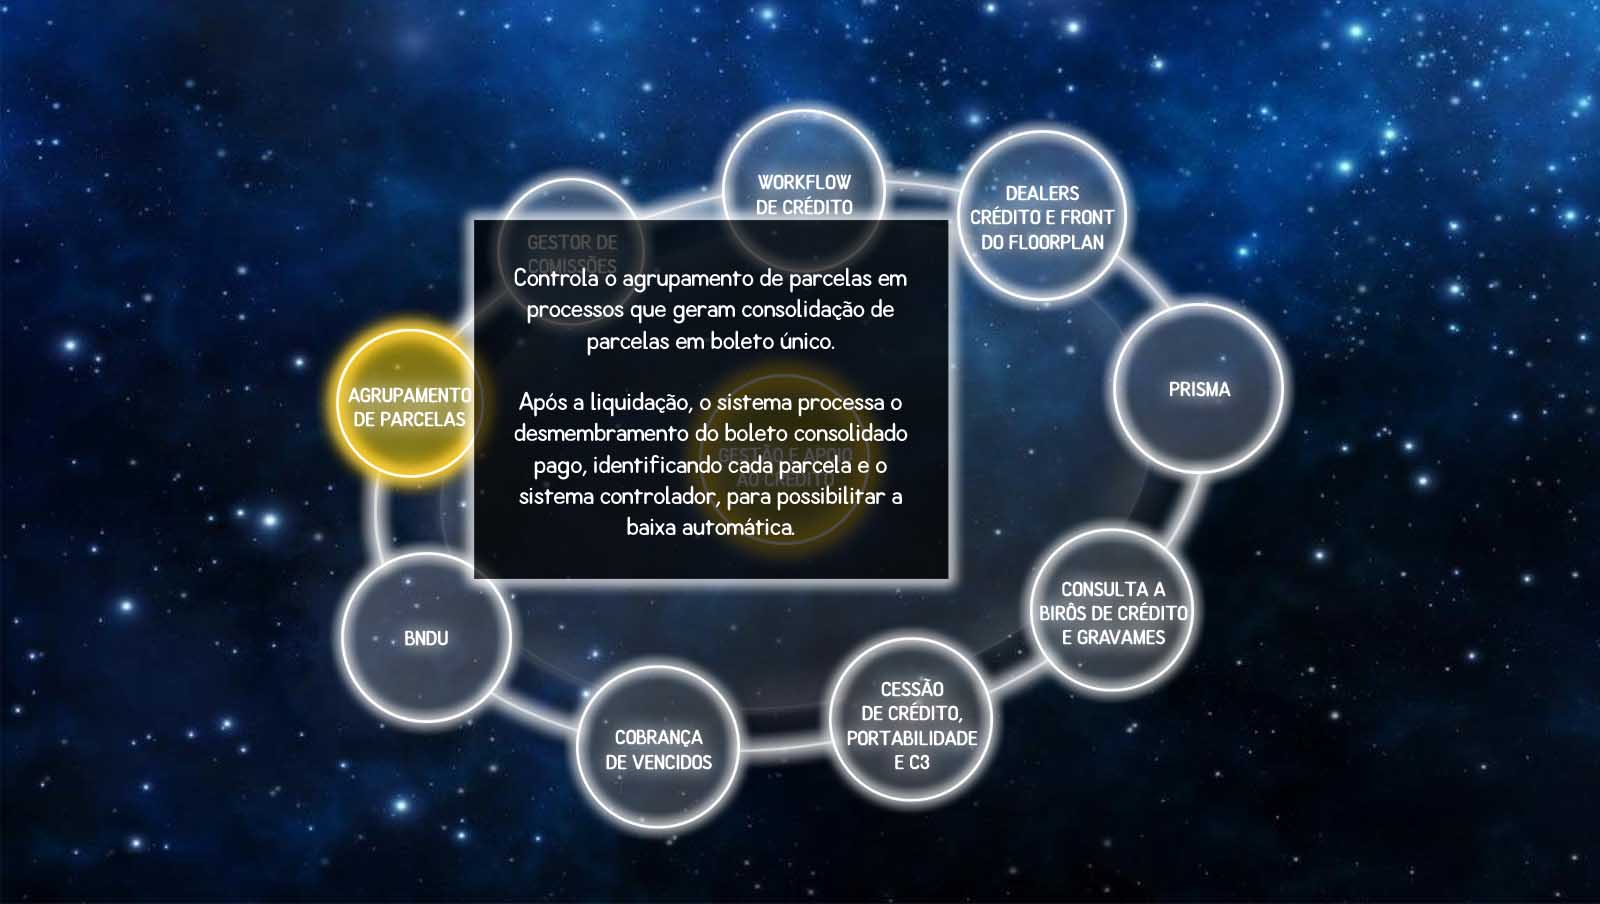 WORKFLOW
DE CRÉDITO
DEALERS
CRÉDITO E FRONT
DO FLOORPLAN
GESTOR DE
COMISSÕES
Controla o agrupamento de parcelas em
processos que geram consolidação de
parcelas em boleto único.
Após a liquidação, o sistema processa o
desmembramento do boleto consolidado
pago, identificando cada parcela e o
sistema controlador, para possibilitar a
baixa automática.
GESTÃO E APOIO
AO CRÉDITO
AGRUPAMENTO
DE PARCELAS
PRISMA
CONSULTA A
BIRÔS DE CRÉDITO
E GRAVAMES
BNDU
CESSÃO
DE CRÉDITO,
PORTABILIDADE
E C3
COBRANÇA
DE VENCIDOS